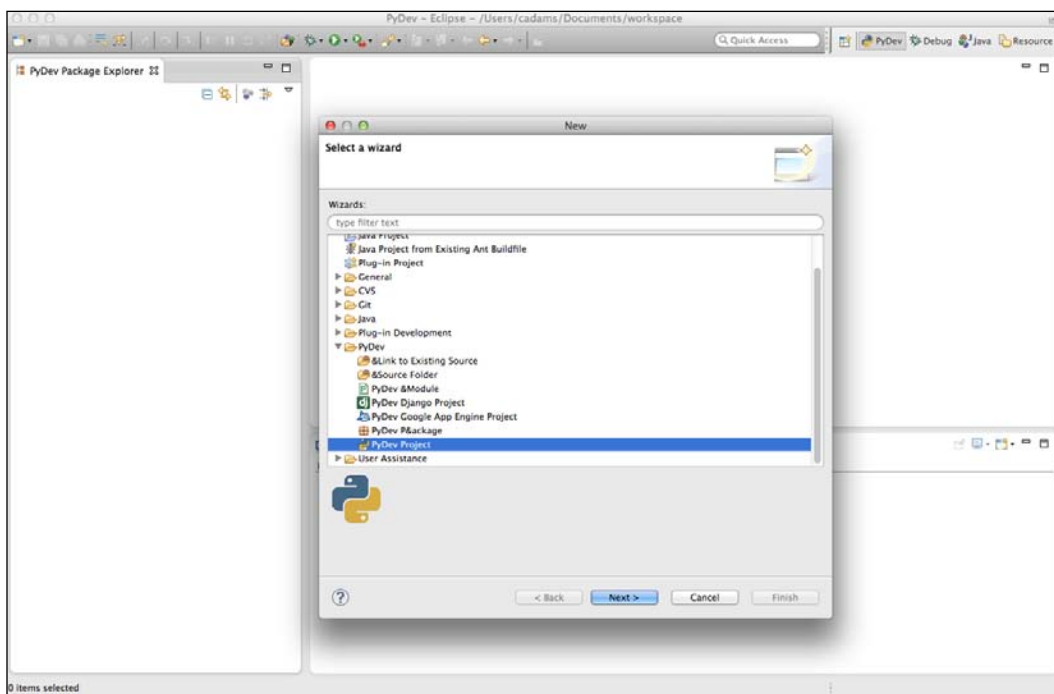 PyDev - Eclipse - /Users/cadams/Documents/workspace
Quick Access
PyDev
Debug
Java
Resource
PyDev Package Explorer
New
Select a wizard
Wizards:
type filter text
Java Project
Java Project from Existing Ant Buildfile
Plug-in Project
General
CVS
Git
Java
Plug-in Development
PyDev
&Link to Existing Source
&Source Folder
PyDev &Module
dj PyDev Django Project
PyDev Google App Engine Project
PyDev P&ackage
PyDev Project
User Assistance
?
< Back
Next >
Cancel
Finish
0 items selected